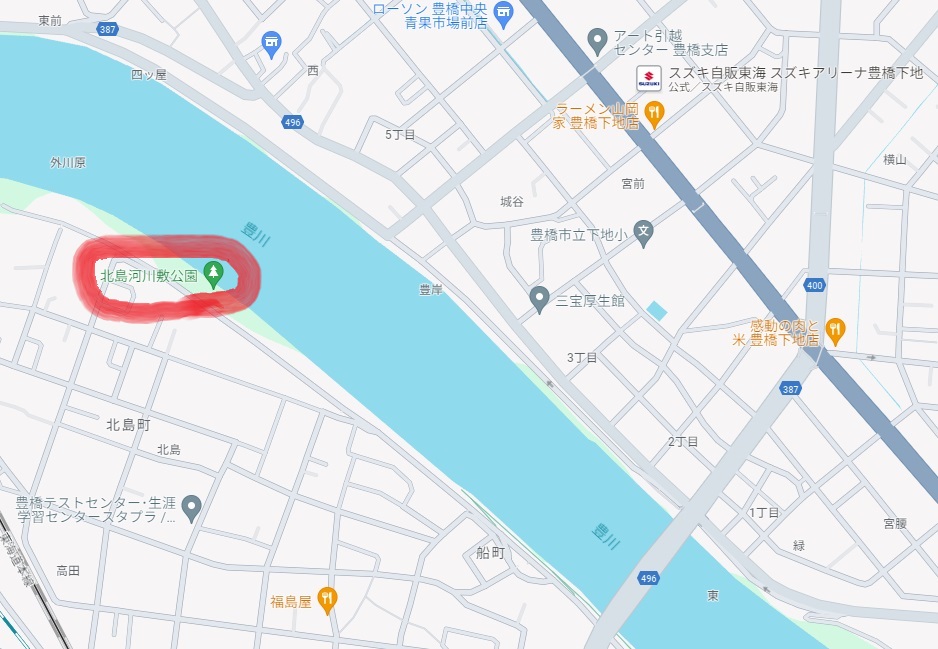 ローソン 豊橋中央
青果市場前店
東前
387
アート引越
センター 豊橋支店
西
四ッ屋
スズキ自販東海 スズキアリーナ豊橋下地
公式／スズキ自販東海
SUZUKI
ラーメン山岡
家 豊橋下地店
496
5丁目
外川原
横山
宮前
城谷
豊川
豊橋市立下地小
文
北島河川敷公園
豊岸
400
三宝厚生館
感動の肉と
米 豊橋下地店
3丁目
387
北島町
2丁目
北島
豊橋テストセンター・生涯
学習センタースタプラ /...
1丁目
宮腰
豊川
船町
緑
高田
496
東
福島屋